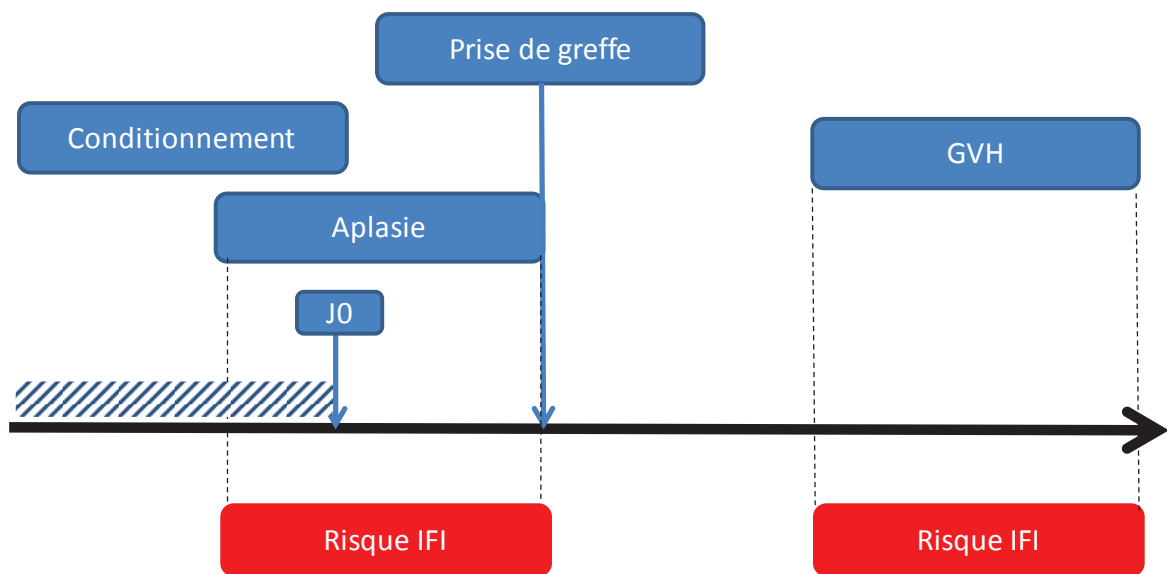 Prise de greffe
Conditionnement
GVH
Aplasie
J0
Risque IFI
Risque IFI